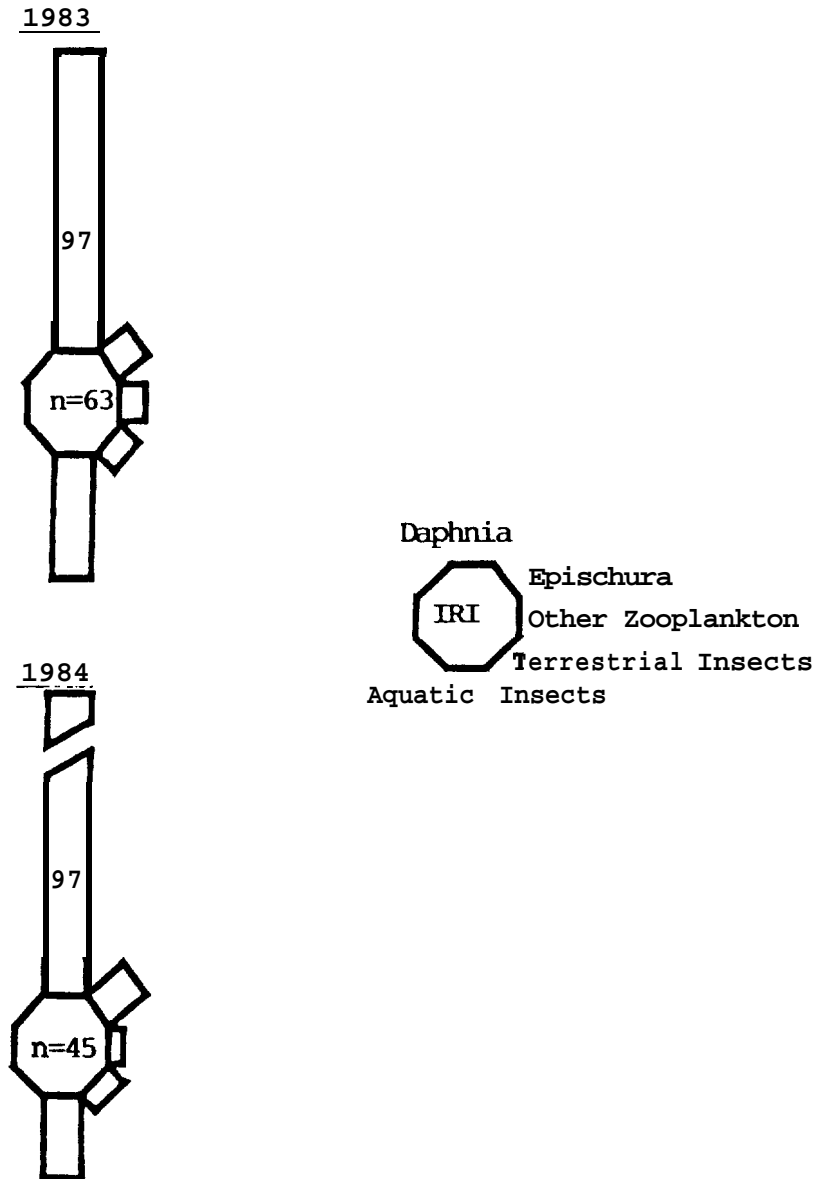 1983
97
n=63
Daphnia
Epischura
IRI
Other Zooplankton
Terrestrial Insects
Aquatic Insects
1984
97
n=45